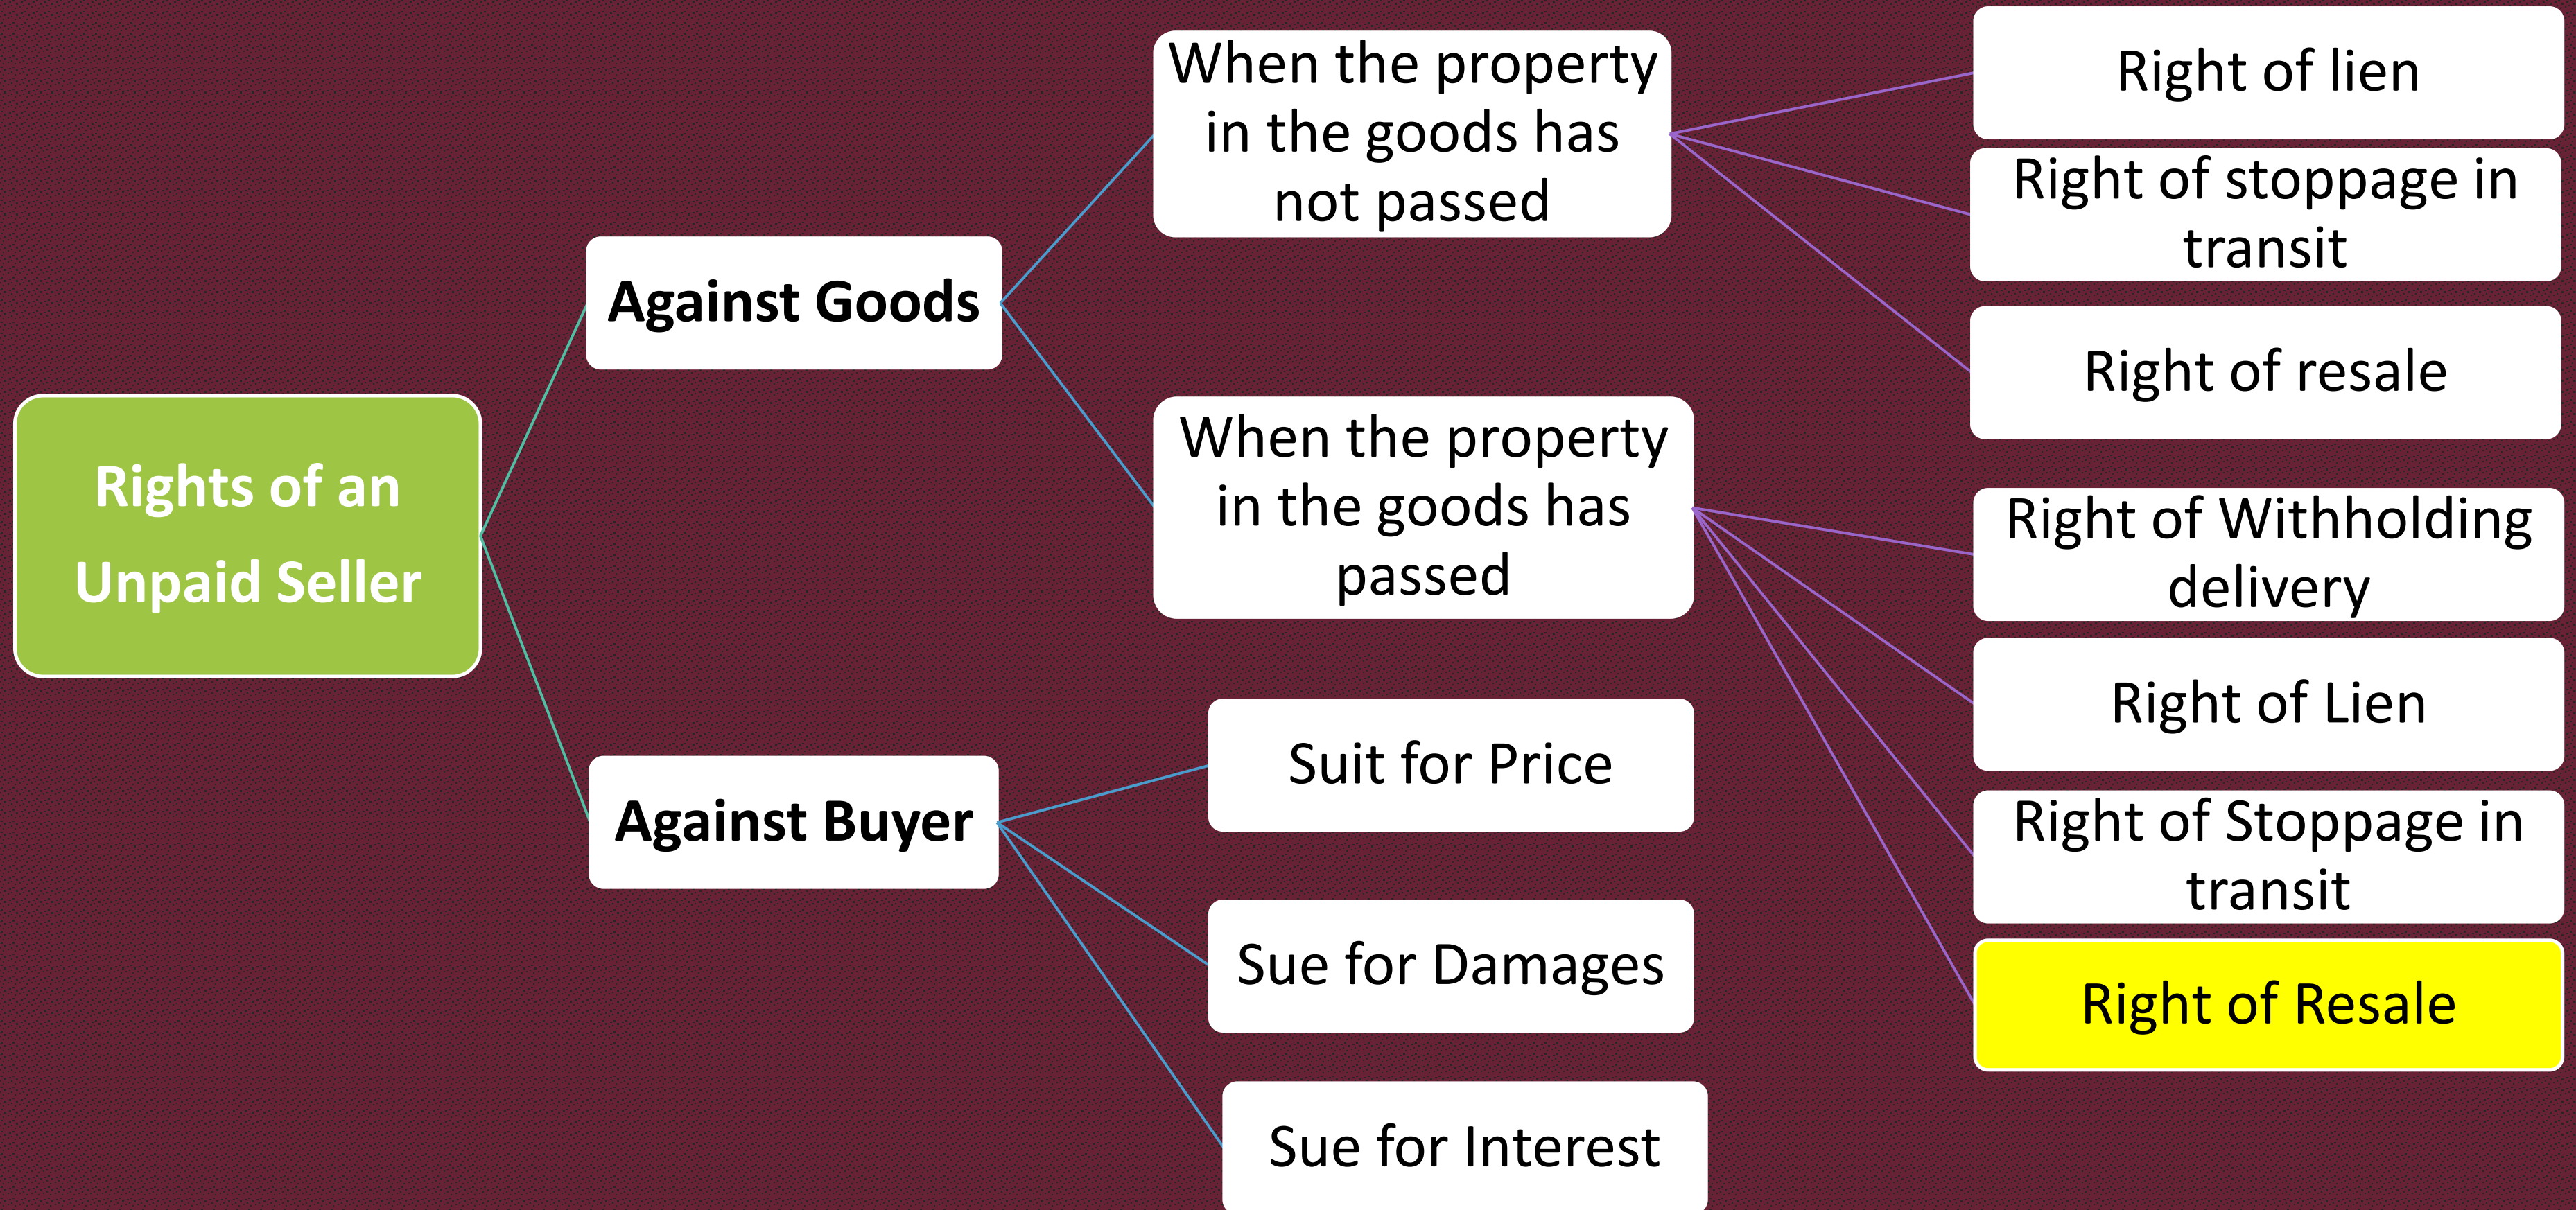 Rights of an
Unpaid Seller
Against Goods
When the property
in the goods has
not passed
Right of lien
Right of stoppage in
transit
Right of resale
When the property
in the goods has
passed
Right of Withholding
delivery
Right of Lien
Right of Stoppage in
transit
Right of Resale
Against Buyer
Suit for Price
Sue for Damages
Sue for Interest